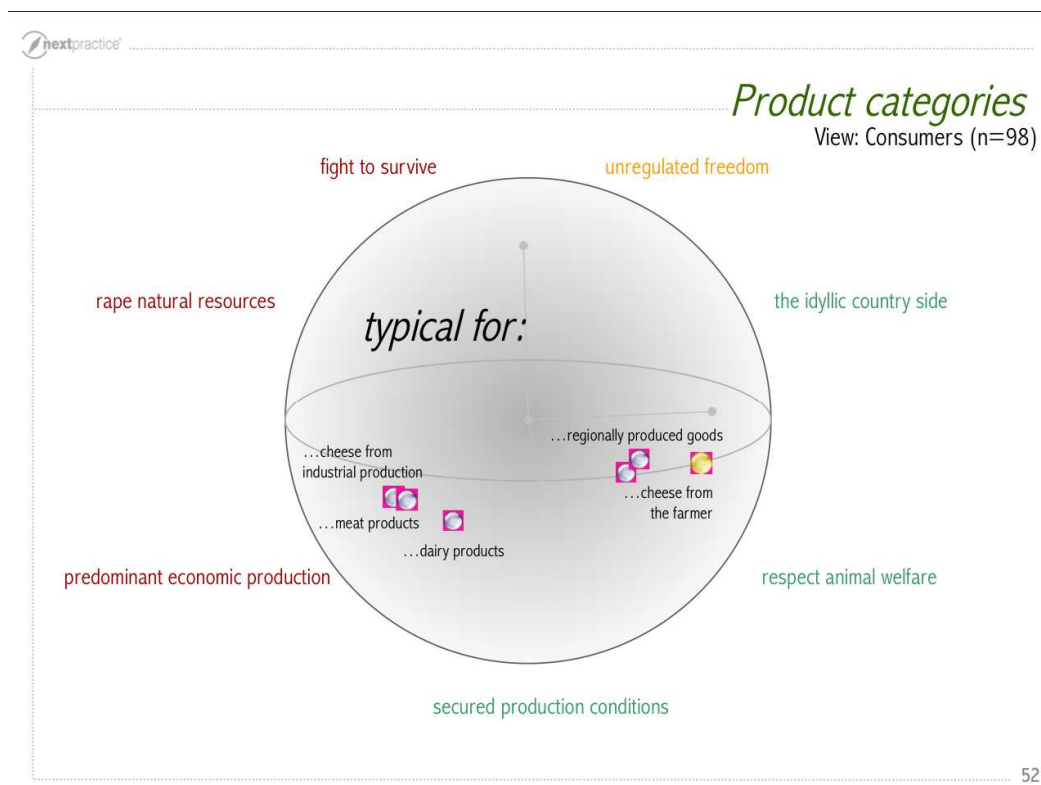 nextpractice®
Product categories
View: Consumers (n=98)
fight to survive
unregulated freedom
rape natural resources
the idyllic country side
typical for:
...regionally produced goods
...cheese from
industrial production
...cheese from
the farmer
...meat products
...dairy products
predominant economic production
respect animal welfare
secured production conditions
52